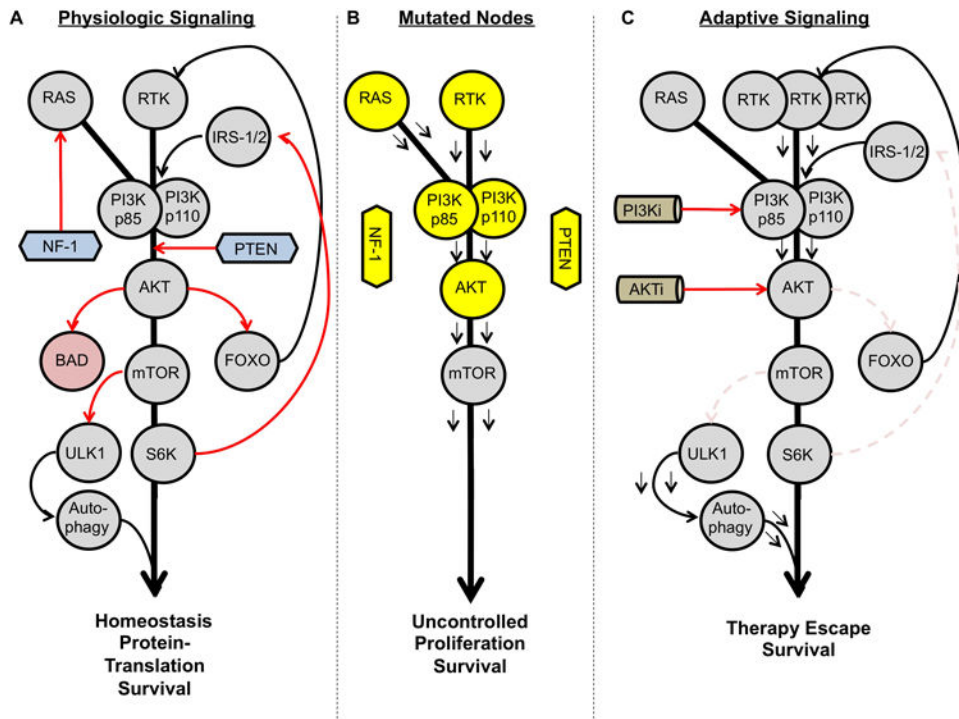 A
Physiologic Signaling
RAS
RTK
IRS-1/2
PI3K
p85
PI3K
p110
NF-1
PTEN
AKT
BAD
FOXO
mTOR
ULK1
S6K
Auto-
phagy
Homeostasis
Protein-
Translation
Survival
B
Mutated Nodes
RAS
RTK
PI3K
p85
PI3K
p110
NF-1
PTEN
AKT
mTOR
Uncontrolled
Proliferation
Survival
C
Adaptive Signaling
RAS
RTK
RTK
RTK
IRS-1/2
PI3Ki
PI3K
p85
PI3K
p110
AKTi
AKT
mTOR
FOXO
ULK1
S6K
Auto-
phagy
Therapy Escape
Survival